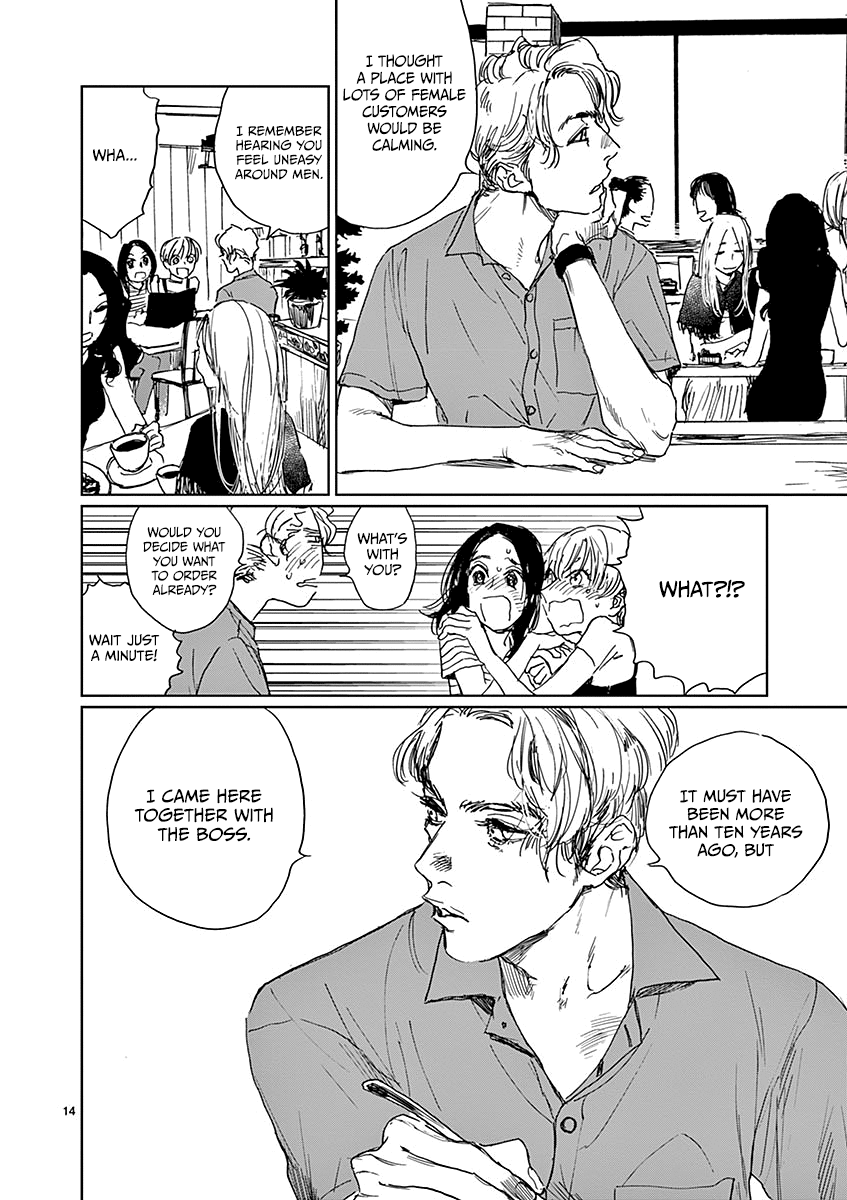 I THOUGHT
A PLACE WITH
LOTS OF FEMALE
CUSTOMERS
WOULD BE
CALMING.
I REMEMBER
HEARING YOU
FEEL UNEASY
AROUND MEN.
WHA...
WHAT?!?
WHAT'S
WITH
YOU?
WOULD YOU
DECIDE WHAT
YOU WANT
TO ORDER
ALREADY?
WAIT JUST
A MINUTE!
IT MUST HAVE
BEEN MORE
THAN TEN YEARS
AGO, BUT
I CAME HERE
TOGETHER WITH
THE BOSS.
14